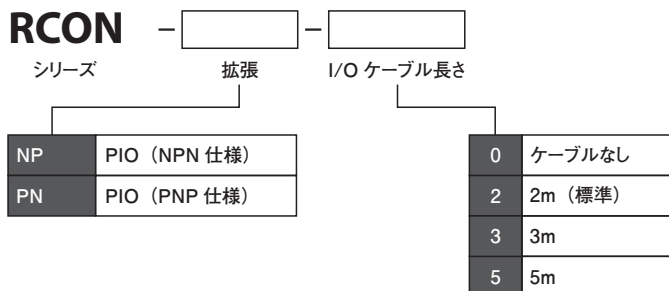 RCON － －
シリーズ 拡張 I/O ケーブル長さ
NP PIO（NPN 仕様）
PN PIO（PNP 仕様）
0 ケーブルなし
2 2m（標準）
3 3m
5 5m